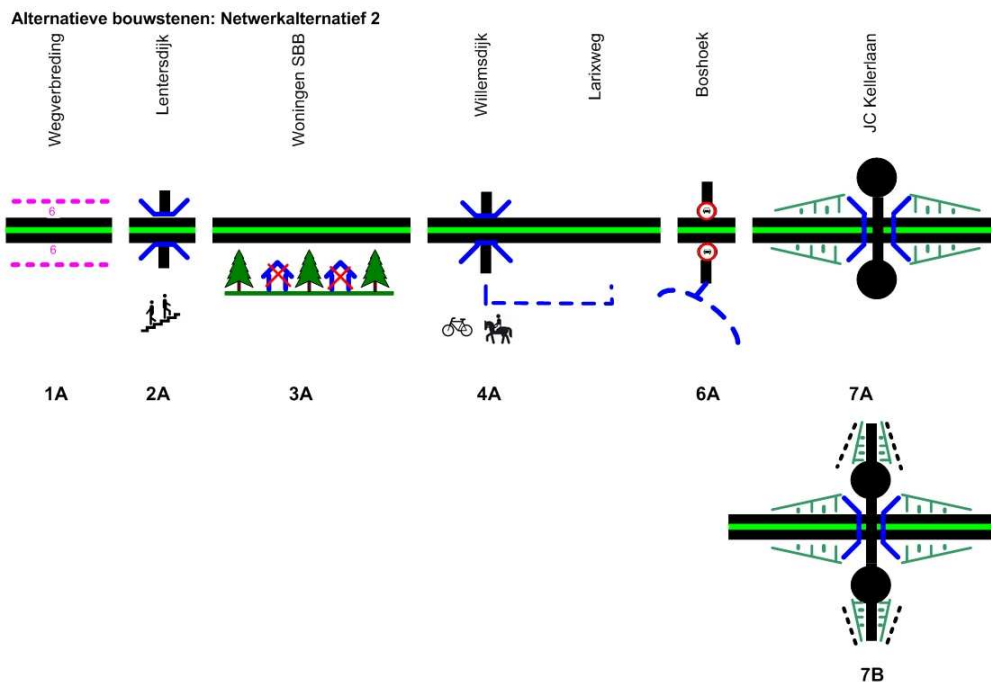 Alternatieve bouwstenen: Netwerkalternatief 2
Wegverbreding
Lentersdijk
Woningen SBB
Willemsdijk
Larixweg
Boshoek
JC Kellerlaan
6
6
1A
2A
3A
4A
6A
7A
7B